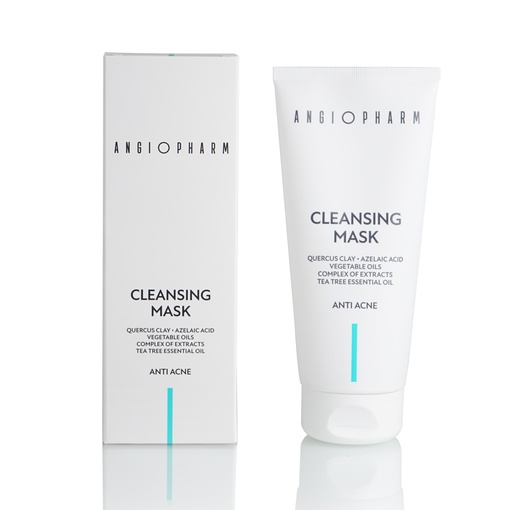 ANGIOPHARM
CLEANSING
MASK
QUERCUS CLAY • AZELAIC ACID
VEGETABLE OILS
COMPLEX OF EXTRACTS
TEA TREE ESSENTIAL OIL
ANTI ACNE
ANGIOPHARM
CLEANSING
MASK
QUERCUS CLAY • AZELAIC ACID
VEGETABLE OILS
COMPLEX OF EXTRACTS
TEA TREE ESSENTIAL OIL
ANTI ACNE